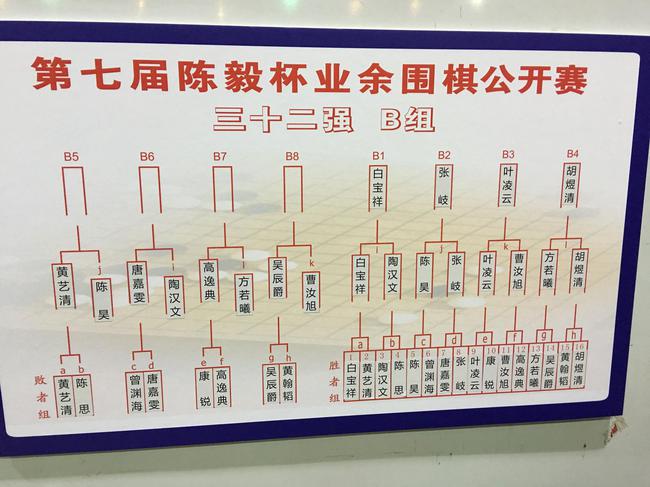 第七届陈毅杯业余围棋公开赛
三十二强 B组
B5 B6 B7 B8 B1 B2 B3 B4
白宝祥 张岐 叶凌云 胡煜清
j i l k i j k l
黄艺清 陈昊 唐嘉雯 陶汉文 高逸典 方若曦 吴辰爵 曹汝旭 白宝祥 陶汉文 陈昊 张岐 叶凌云 曹汝旭 方若曦 胡煜清
a b c d e f g h a b c d e f g h
败者组 黄艺清 陈思 曾渊海 唐嘉雯 康锐 高逸典 吴辰爵 黄翰韬
胜者组 1 2 3 4 5 6 7 8 9 10 11 12 13 14 15 16
白宝祥 黄艺清 陶汉文 陈思 陈昊 曾渊海 唐嘉雯 张岐 叶凌云 康锐 曹汝旭 高逸典 方若曦 吴辰爵 黄翰韬 胡煜清